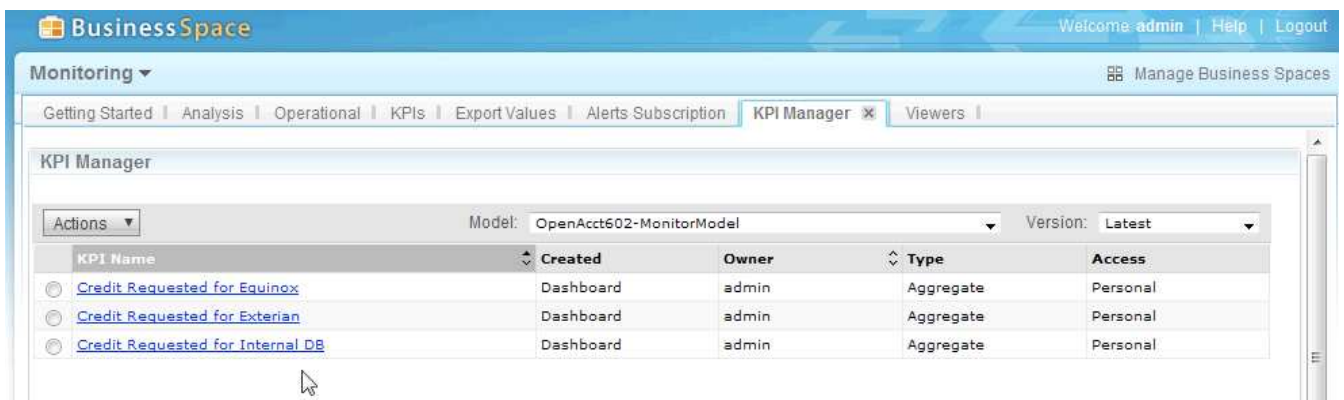 BusinessSpace
Welcome admin | Help | Logout
Monitoring
Manage Business Spaces
Getting Started | Analysis | Operational | KPIs | Export Values | Alerts Subscription | KPI Manager | Viewers |
KPI Manager
Actions Model: OpenAcct602-MonitorModel Version: Latest
KPI Name Created Owner Type Access
Credit Requested for Equinox Dashboard admin Aggregate Personal
Credit Requested for Exterian Dashboard admin Aggregate Personal
Credit Requested for Internal DB Dashboard admin Aggregate Personal